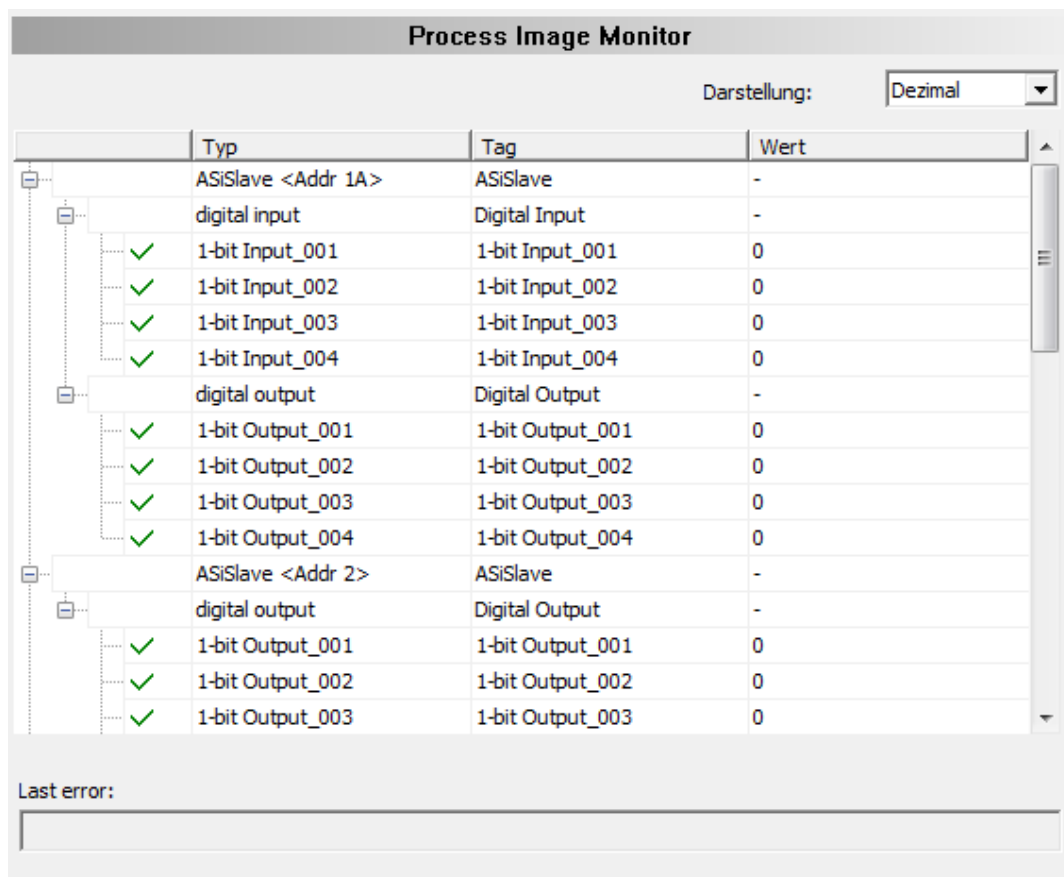 Process Image Monitor
Darstellung: Dezimal
Typ Tag Wert
ASiSlave <Addr 1A> ASiSlave -
digital input Digital Input -
1-bit Input_001 1-bit Input_001 0
1-bit Input_002 1-bit Input_002 0
1-bit Input_003 1-bit Input_003 0
1-bit Input_004 1-bit Input_004 0
digital output Digital Output -
1-bit Output_001 1-bit Output_001 0
1-bit Output_002 1-bit Output_002 0
1-bit Output_003 1-bit Output_003 0
1-bit Output_004 1-bit Output_004 0
ASiSlave <Addr 2> ASiSlave -
digital output Digital Output -
1-bit Output_001 1-bit Output_001 0
1-bit Output_002 1-bit Output_002 0
1-bit Output_003 1-bit Output_003 0
Last error: